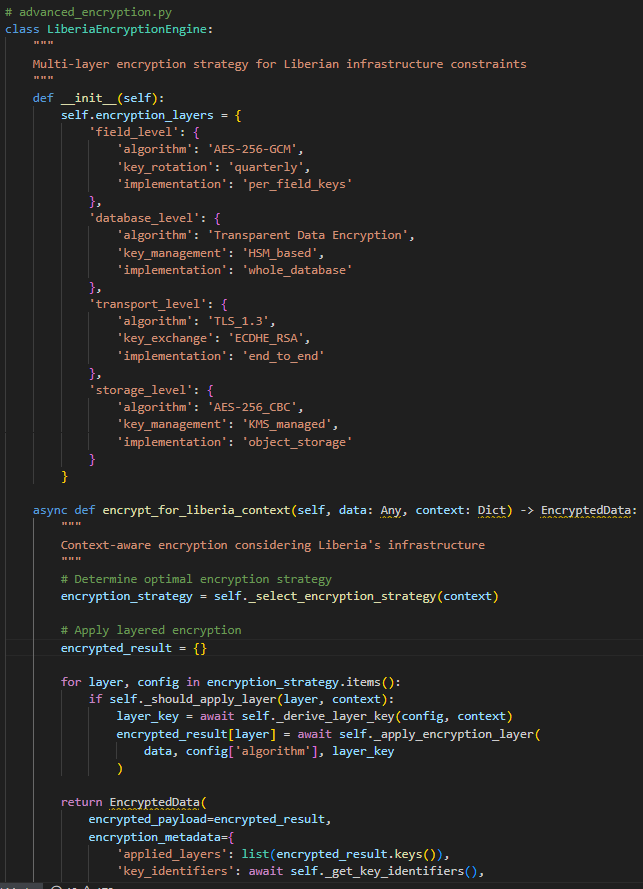 # advanced_encryption.py
class LiberiaEncryptionEngine:
    """
    Multi-layer encryption strategy for Liberian infrastructure constraints
    """
    def __init__(self):
        self.encryption_layers = {
            'field_level': {
                'algorithm': 'AES-256-GCM',
                'key_rotation': 'quarterly',
                'implementation': 'per_field_keys'
            },
            'database_level': {
                'algorithm': 'Transparent Data Encryption',
                'key_management': 'HSM_based',
                'implementation': 'whole_database'
            },
            'transport_level': {
                'algorithm': 'TLS_1.3',
                'key_exchange': 'ECDHE_RSA',
                'implementation': 'end_to_end'
            },
            'storage_level': {
                'algorithm': 'AES-256_CBC',
                'key_management': 'KMS_managed',
                'implementation': 'object_storage'
            }
        }

    async def encrypt_for_liberia_context(self, data: Any, context: Dict) -> EncryptedData:
        """
        Context-aware encryption considering Liberia's infrastructure
        """
        # Determine optimal encryption strategy
        encryption_strategy = self._select_encryption_strategy(context)

        # Apply layered encryption
        encrypted_result = {}

        for layer, config in encryption_strategy.items():
            if self._should_apply_layer(layer, context):
                layer_key = await self._derive_layer_key(config, context)
                encrypted_result[layer] = await self._apply_encryption_layer(
                    data, config['algorithm'], layer_key
                )

        return EncryptedData(
            encrypted_payload=encrypted_result,
            encryption_metadata={
                'applied_layers': list(encrypted_result.keys()),
                'key_identifiers': await self._get_key_identifiers(),